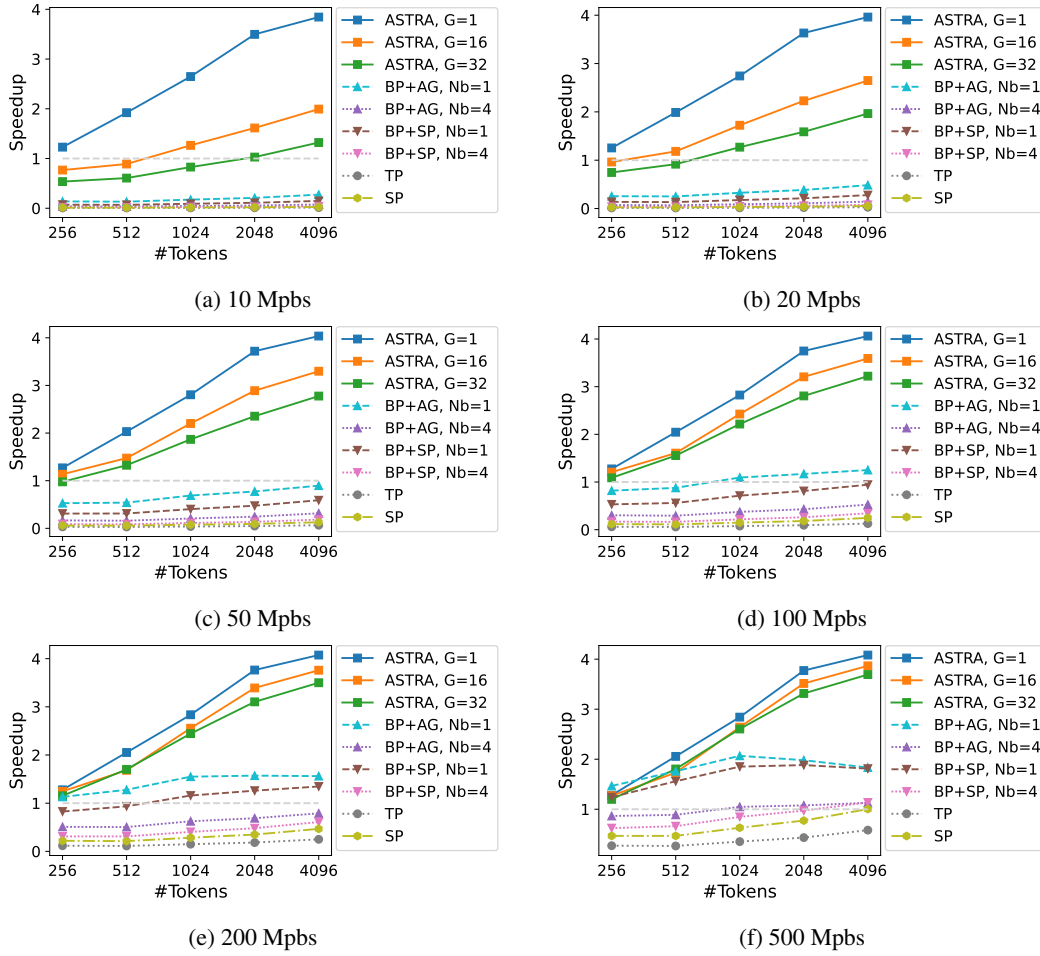 4
3
2
1
0
Speedup
256 512 1024 2048 4096
#Tokens
ASTRA, G=1
ASTRA, G=16
ASTRA, G=32
BP+AG, Nb=1
BP+AG, Nb=4
BP+SP, Nb=1
BP+SP, Nb=4
TP
SP
(a) 10 Mpbs
4
3
2
1
0
Speedup
256 512 1024 2048 4096
#Tokens
ASTRA, G=1
ASTRA, G=16
ASTRA, G=32
BP+AG, Nb=1
BP+AG, Nb=4
BP+SP, Nb=1
BP+SP, Nb=4
TP
SP
(b) 20 Mpbs
4
3
2
1
0
Speedup
256 512 1024 2048 4096
#Tokens
ASTRA, G=1
ASTRA, G=16
ASTRA, G=32
BP+AG, Nb=1
BP+AG, Nb=4
BP+SP, Nb=1
BP+SP, Nb=4
TP
SP
(c) 50 Mpbs
4
3
2
1
0
Speedup
256 512 1024 2048 4096
#Tokens
ASTRA, G=1
ASTRA, G=16
ASTRA, G=32
BP+AG, Nb=1
BP+AG, Nb=4
BP+SP, Nb=1
BP+SP, Nb=4
TP
SP
(d) 100 Mpbs
4
3
2
1
0
Speedup
256 512 1024 2048 4096
#Tokens
ASTRA, G=1
ASTRA, G=16
ASTRA, G=32
BP+AG, Nb=1
BP+AG, Nb=4
BP+SP, Nb=1
BP+SP, Nb=4
TP
SP
(e) 200 Mpbs
4
3
2
1
Speedup
256 512 1024 2048 4096
#Tokens
ASTRA, G=1
ASTRA, G=16
ASTRA, G=32
BP+AG, Nb=1
BP+AG, Nb=4
BP+SP, Nb=1
BP+SP, Nb=4
TP
SP
(f) 500 Mpbs